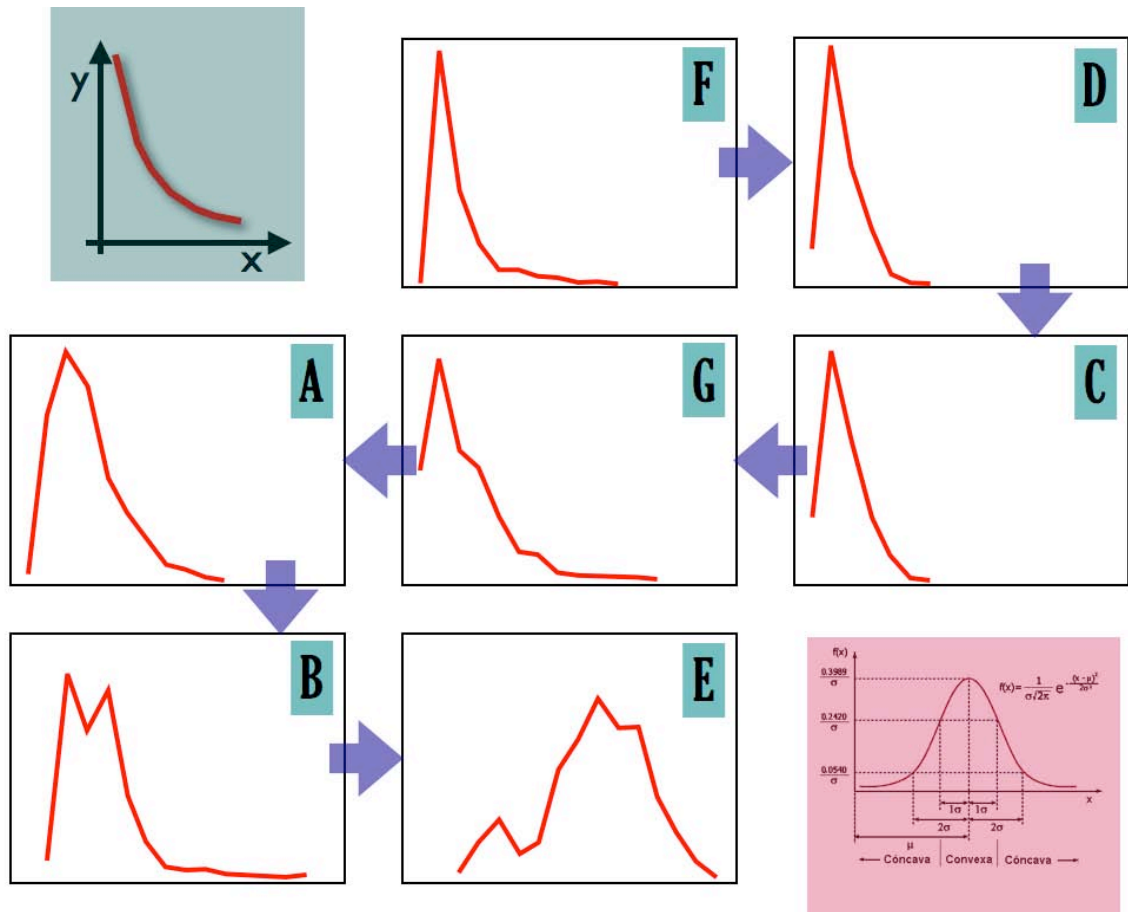 y
x
F
D
A
G
C
B
E
f(x)
0.3989
σ
0.2420
σ
0.0540
σ
f(x)= 1 / σ√2π e -(x - μ)² / 2σ²
x
1σ 1σ
2σ 2σ
μ
Cóncava Convexa Cóncava